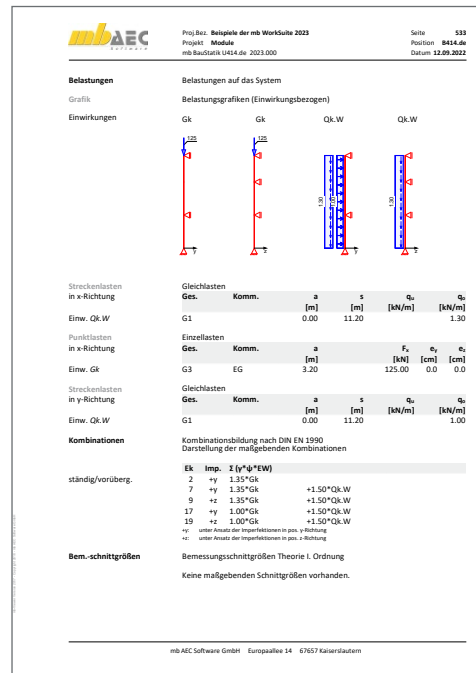 mbAEC
Software
Proj.Bez. Beispiele der mb WorkSuite 2023
Projekt Module
mb BauStatik U414.de 2023.000
Seite 533
Position B414.de
Datum 12.09.2022
Belastungen Belastungen auf das System
Grafik Belastungsgrafiken (Einwirkungsbezogen)
Einwirkungen Gk Gk Qk.W Qk.W
125 125
1.30 1.00 1.30
y z y z
Streckenlasten Gleichlasten
in x-Richtung Ges. Komm. a s qu qo
[m] [m] [kN/m] [kN/m]
Einw. Qk.W G1 0.00 11.20 1.30
Punktlasten Einzellasten
in x-Richtung Ges. Komm. a Fx ey ez
[m] [kN] [cm] [cm]
Einw. Gk G3 EG 3.20 125.00 0.0 0.0
Streckenlasten Gleichlasten
in y-Richtung Ges. Komm. a s qu qo
[m] [m] [kN/m] [kN/m]
Einw. Qk.W G1 0.00 11.20 1.00
Kombinationen Kombinationsbildung nach DIN EN 1990
Darstellung der maßgebenden Kombinationen
Ek Imp. Σ (γ*ψ*EW)
ständig/vorüberg. 2 +y 1.35*Gk
7 +y 1.35*Gk +1.50*Qk.W
9 +z 1.35*Gk +1.50*Qk.W
17 +y 1.00*Gk +1.50*Qk.W
19 +z 1.00*Gk +1.50*Qk.W
+y: unter Ansatz der Imperfektionen in pos. y-Richtung
+z: unter Ansatz der Imperfektionen in pos. z-Richtung
Bem.-schnittgrößen Bemessungsschnittgrößen Theorie I. Ordnung
Keine maßgebenden Schnittgrößen vorhanden.
mb AEC Software GmbH Europaallee 14 67657 Kaiserslautern